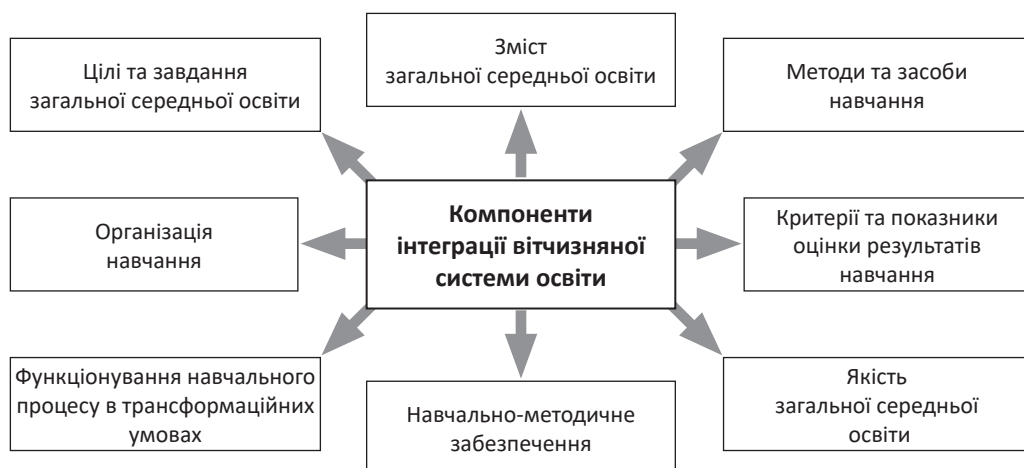 Цілі та завдання
загальної середньої освіти
Зміст
загальної середньої освіти
Методи та засоби
навчання
Організація
навчання
Компоненти
інтеграції вітчизняної
системи освіти
Критерії та показники
оцінки результатів
навчання
Функціонування навчального
процесу в трансформаційних
умовах
Навчально-методичне
забезпечення
Якість
загальної середньої
освіти